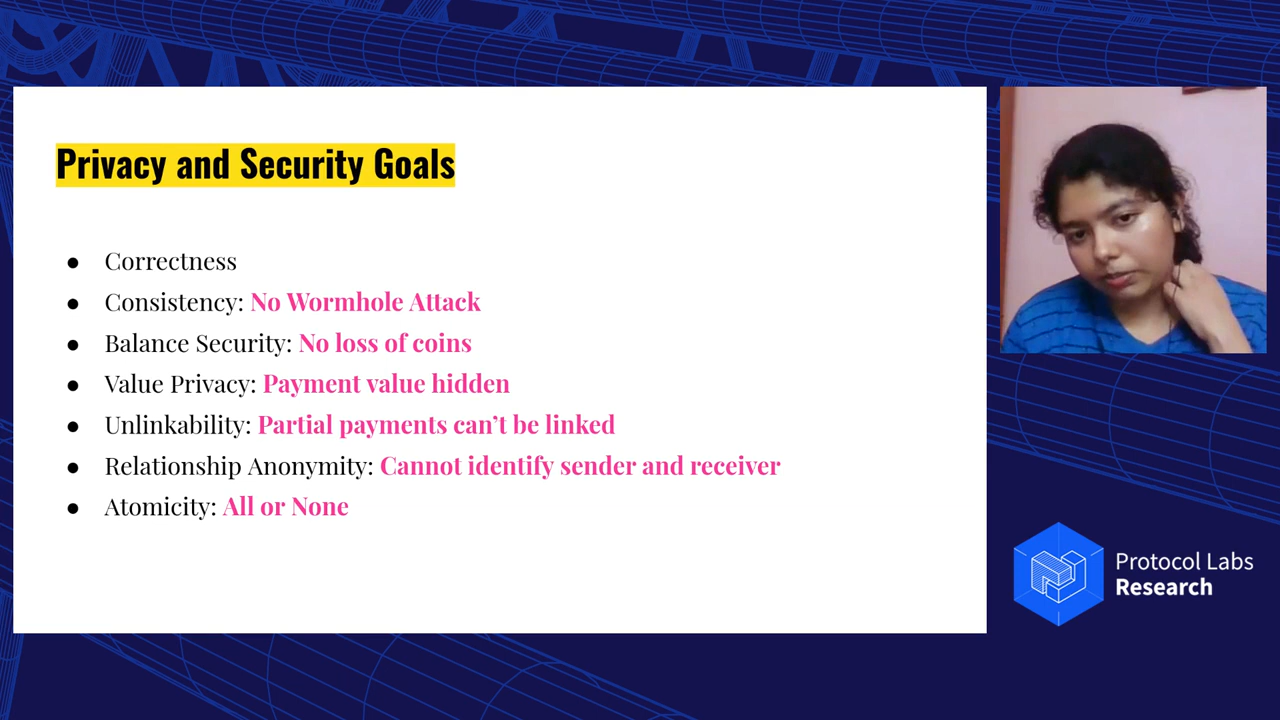 Privacy and Security Goals
● Correctness
● Consistency: No Wormhole Attack
● Balance Security: No loss of coins
● Value Privacy: Payment value hidden
● Unlinkability: Partial payments can’t be linked
● Relationship Anonymity: Cannot identify sender and receiver
● Atomicity: All or None
Protocol Labs
Research